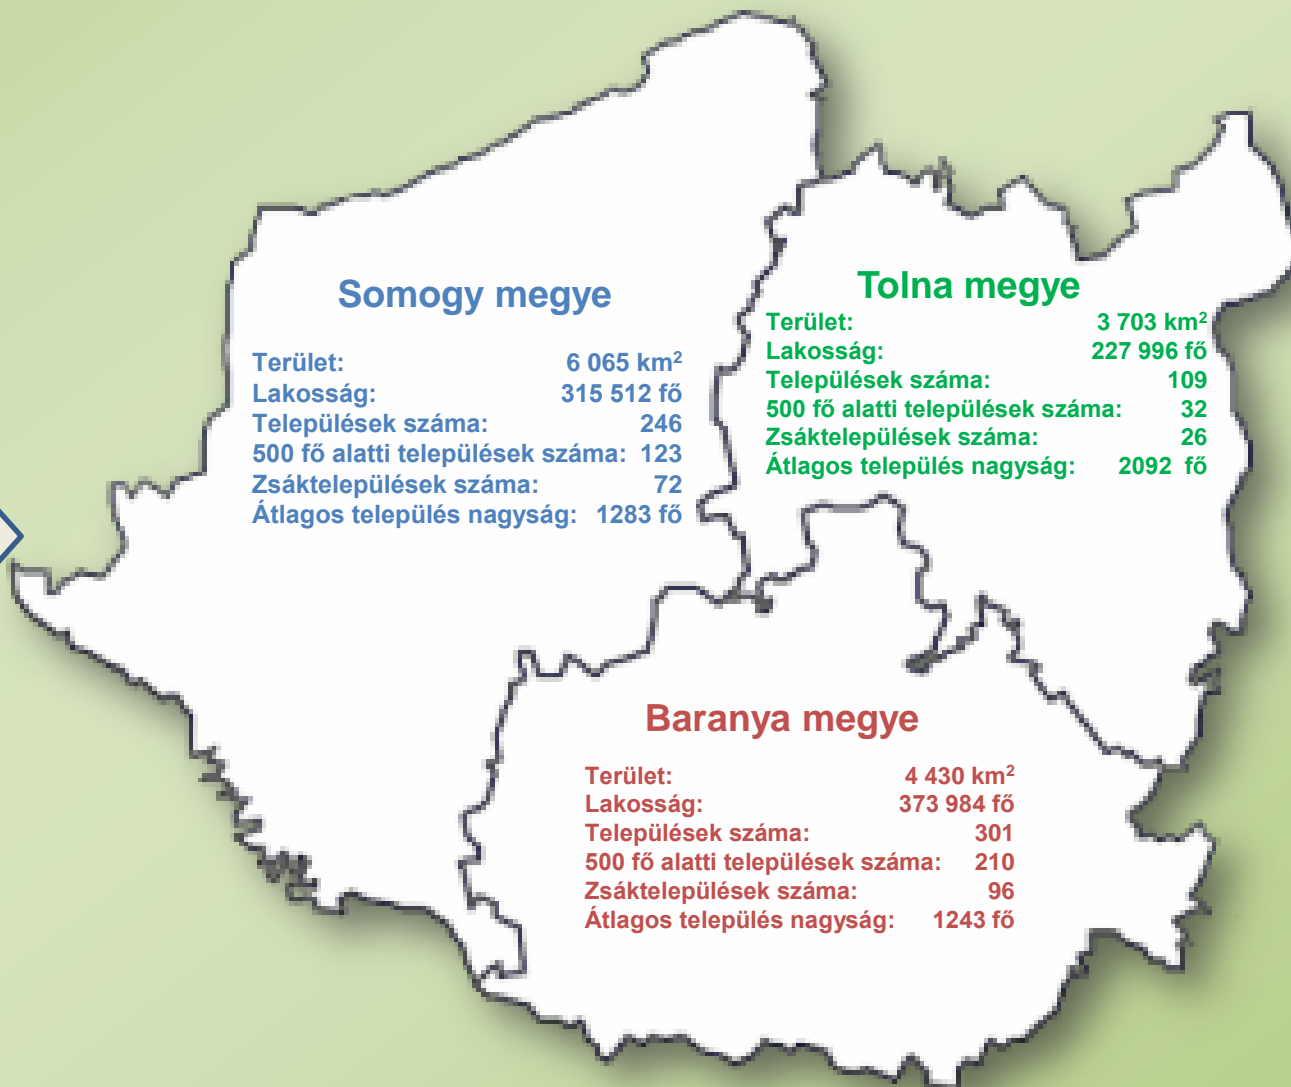 Somogy megye
Terület: 6 065 km²
Lakosság: 315 512 fő
Települések száma: 246
500 fő alatti települések száma: 123
Zsáktelepülések száma: 72
Átlagos település nagyság: 1283 fő
Tolna megye
Terület: 3 703 km²
Lakosság: 227 996 fő
Települések száma: 109
500 fő alatti települések száma: 32
Zsáktelepülések száma: 26
Átlagos település nagyság: 2092 fő
Baranya megye
Terület: 4 430 km²
Lakosság: 373 984 fő
Települések száma: 301
500 fő alatti települések száma: 210
Zsáktelepülések száma: 96
Átlagos település nagyság: 1243 fő